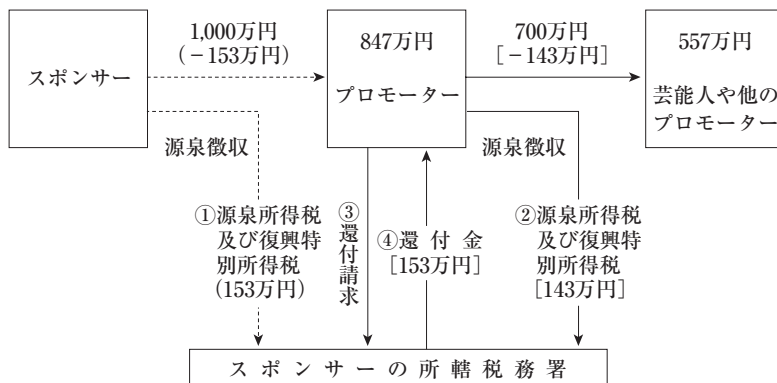 1,000万円
(−153万円)
スポンサー
847万円
プロモーター
700万円
[−143万円]
557万円
芸能人や他の
プロモーター
源泉徴収
源泉徴収
①源泉所得税
及び復興特
別所得税
(153万円)
③還付請求
④還付金
[153万円]
②源泉所得税
及び復興特
別所得税
[143万円]
スポンサーの所轄税務署